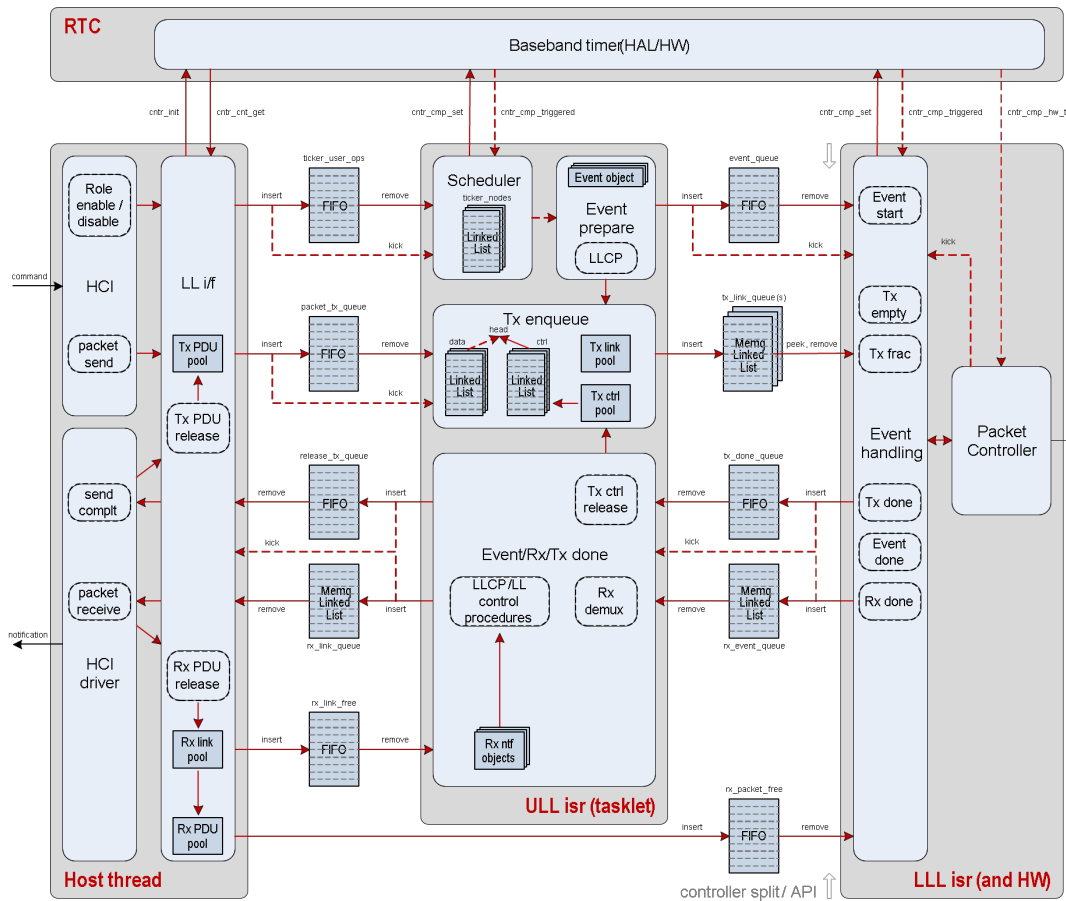 RTC
Baseband timer(HAL/HW)
cntr_init
cntr_cnt_get
cntr_cmp_set
cntr_cmp_triggered
cntr_cmp_set
cntr_cmp_triggered
cntr_cmp_hw_t
Role
enable /
disable
command
HCI
packet
send
send
complt
packet
receive
notification
HCI
driver
Host thread
LL i/f
Tx PDU
pool
Tx PDU
release
Rx PDU
release
Rx link
pool
Rx PDU
pool
ticker_user_ops
insert
FIFO
remove
kick
packet_tx_queue
insert
FIFO
remove
kick
release_tx_queue
remove
FIFO
insert
kick
remove
Memq
Linked
List
insert
rx_link_queue
rx_link_free
insert
FIFO
remove
Scheduler
ticker_nodes
Linked
List
Event object
Event
prepare
LLCP
Tx enqueue
head
data
ctrl
Linked
List
Linked
List
Tx link
pool
Tx ctrl
pool
Tx ctrl
release
Event/Rx/Tx done
LLCP/LL
control
procedures
Rx
demux
Rx ntf
objects
ULL isr (tasklet)
event_queue
insert
FIFO
remove
kick
tx_link_queue(s)
insert
Memq
Linked
List
peek, remove
tx_done_queue
remove
FIFO
insert
kick
remove
Memq
Linked
List
insert
rx_event_queue
rx_packet_free
insert
FIFO
remove
controller split / API
Event
start
kick
Tx
empty
Tx frac
Event
handling
Packet
Controller
Tx done
Event
done
Rx done
LLL isr (and HW)